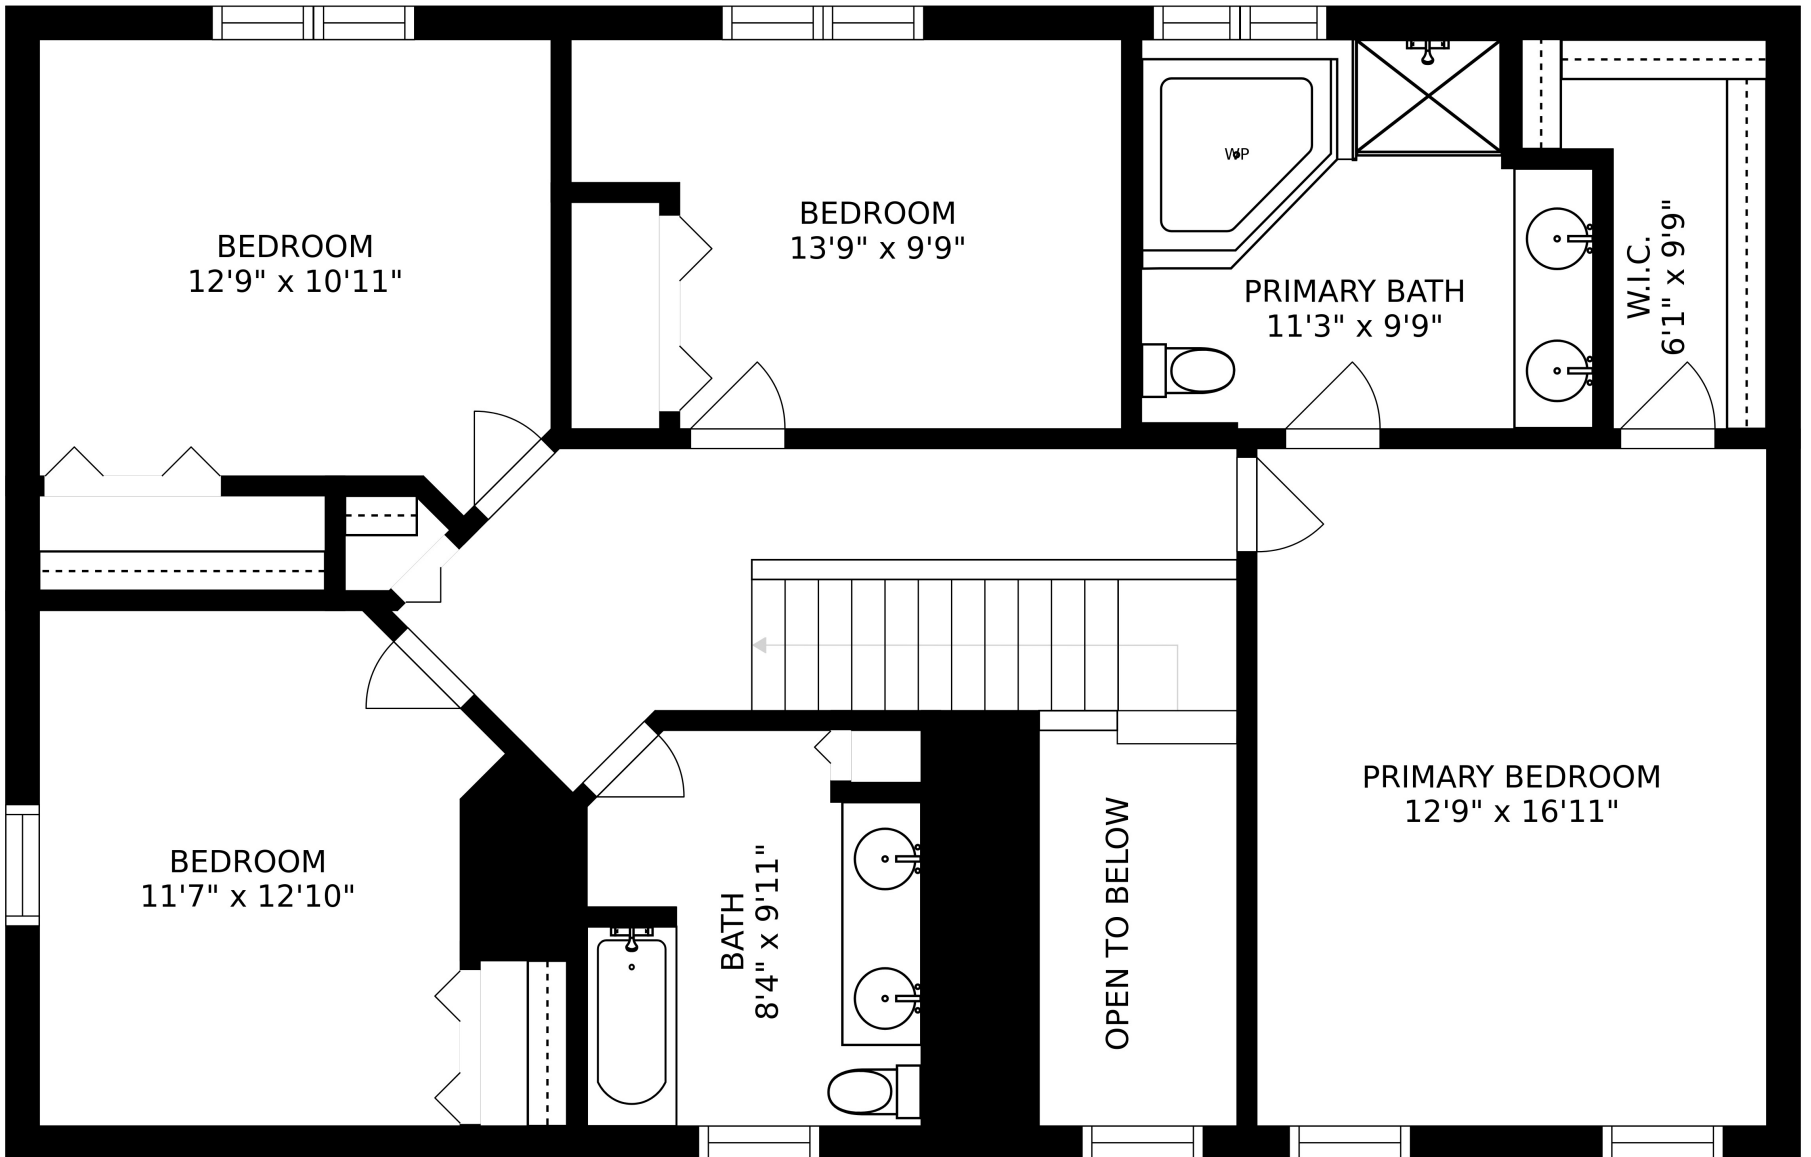 BEDROOM
12'9" x 10'11"
BEDROOM
13'9" x 9'9"
WP
PRIMARY BATH
11'3" x 9'9"
W.I.C.
6'1" x 9'9"
BEDROOM
11'7" x 12'10"
BATH
8'4" x 9'11"
OPEN TO BELOW
PRIMARY BEDROOM
12'9" x 16'11"